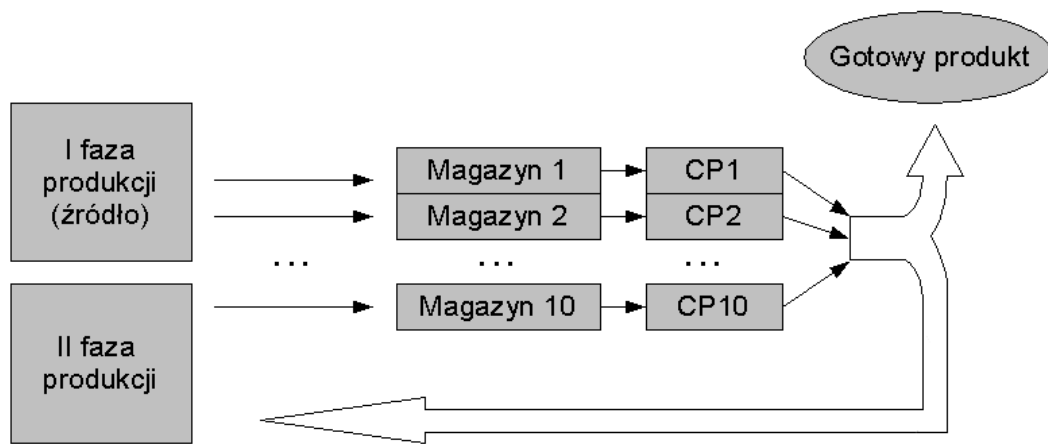 Gotowy produkt
I faza
produkcji
(źródło)
Magazyn 1
CP1
Magazyn 2
CP2
...
...
...
Magazyn 10
CP10
II faza
produkcji